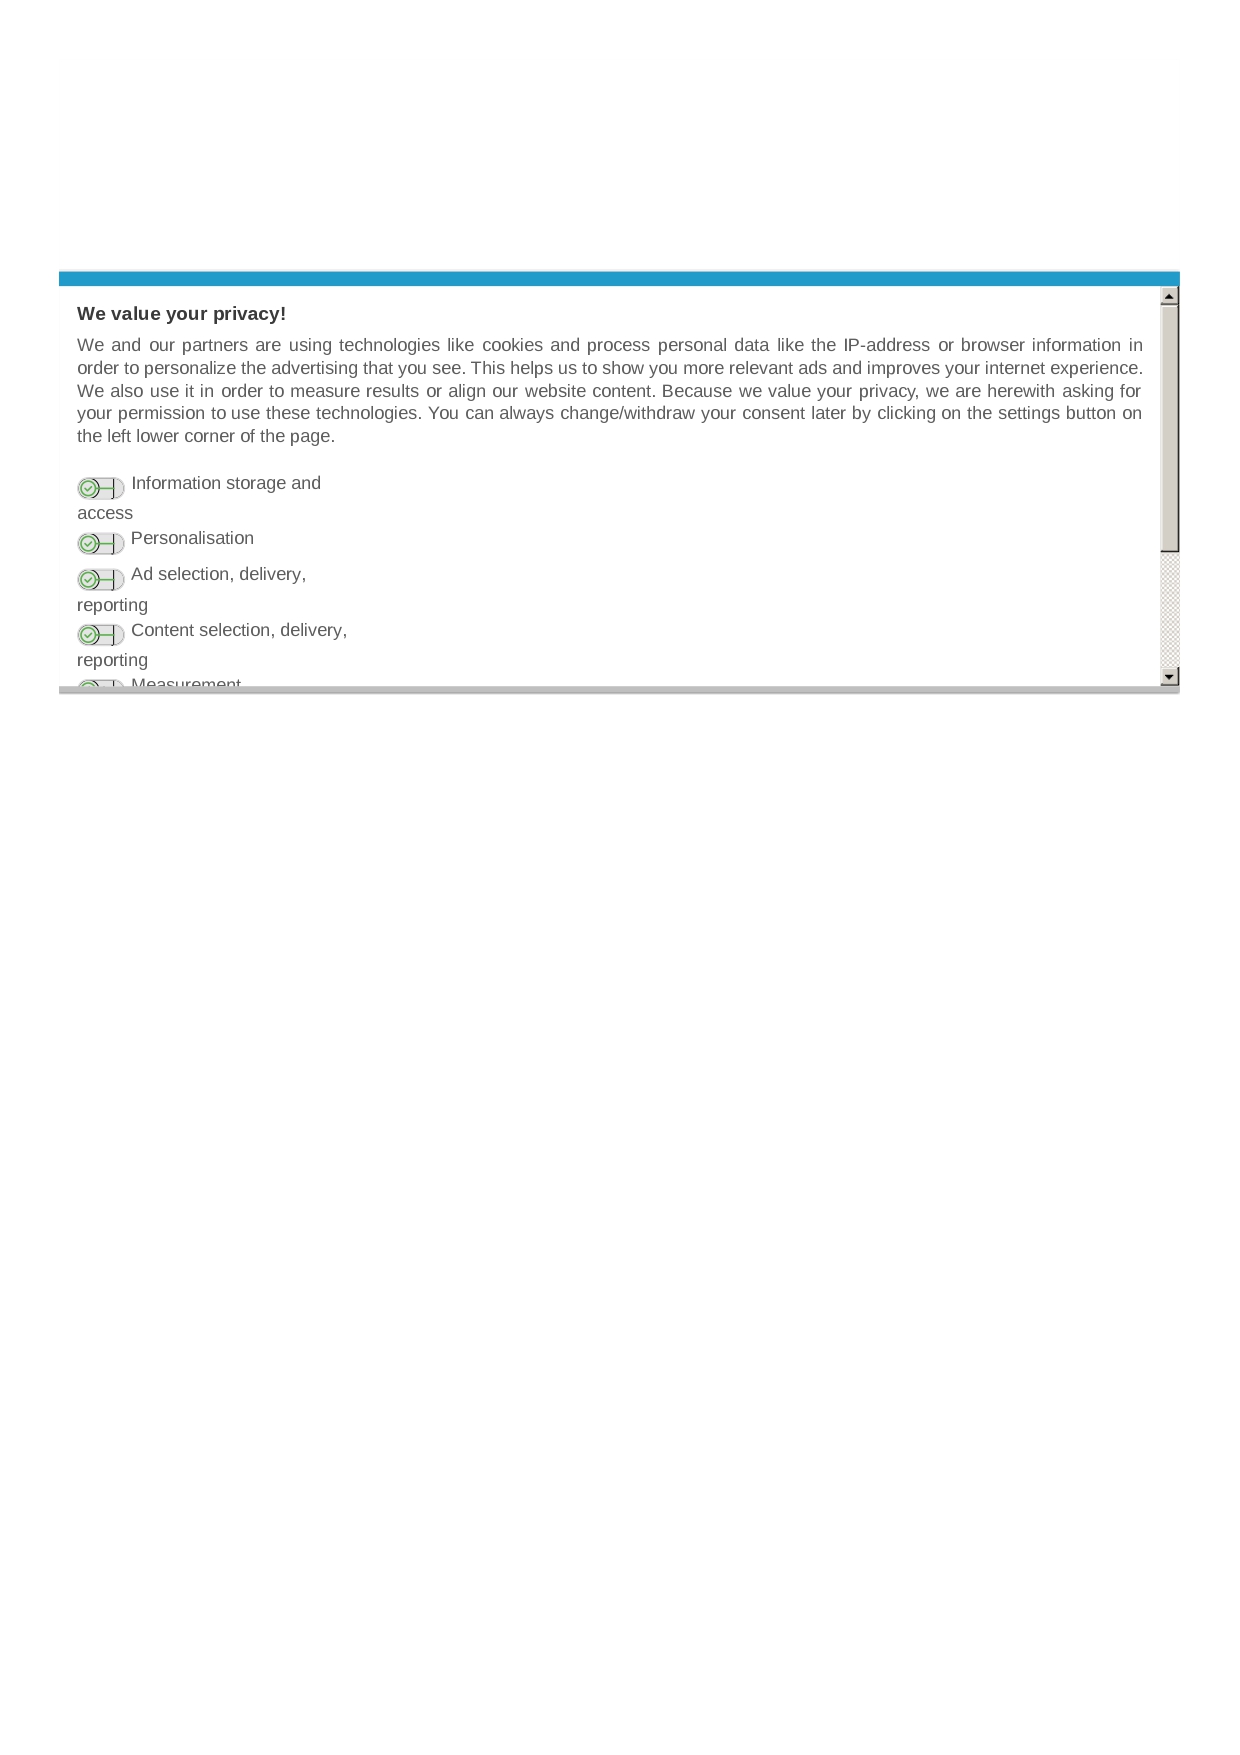 We value your privacy!
We and our partners are using technologies like cookies and process personal data like the IP-address or browser information in
order to personalize the advertising that you see. This helps us to show you more relevant ads and improves your internet experience.
We also use it in order to measure results or align our website content. Because we value your privacy, we are herewith asking for
your permission to use these technologies. You can always change/withdraw your consent later by clicking on the settings button on
the left lower corner of the page.
Information storage and
access
Personalisation
Ad selection, delivery,
reporting
Content selection, delivery,
reporting
Measurement